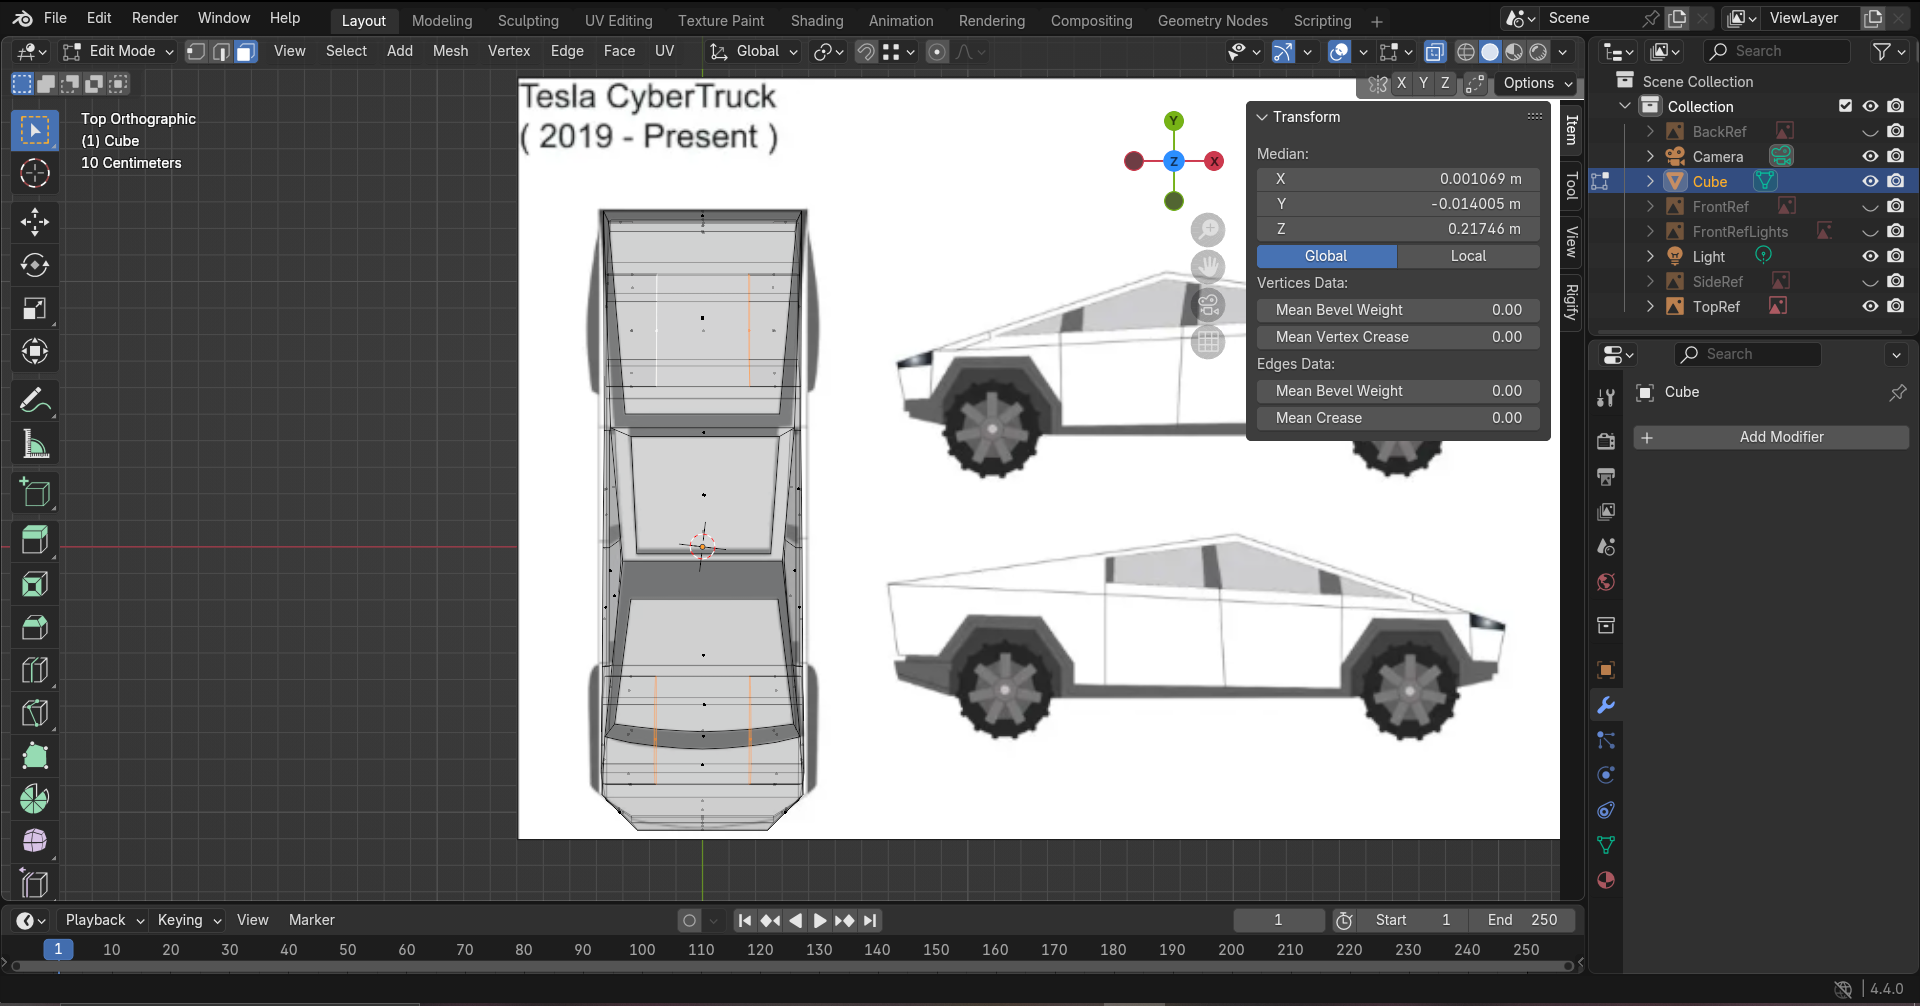 File Edit Render Window Help Layout Modeling Sculpting UV Editing Texture Paint Shading Animation Rendering Compositing Geometry Nodes Scripting + Scene ViewLayer
Edit Mode View Select Add Mesh Vertex Edge Face UV Global Search
X Y Z Options
Top Orthographic
(1) Cube
10 Centimeters
Tesla CyberTruck
( 2019 - Present )
Y
Z
X
Transform
Median:
X 0.001069 m
Y -0.014005 m
Z 0.21746 m
Global Local
Vertices Data:
Mean Bevel Weight 0.00
Mean Vertex Crease 0.00
Edges Data:
Mean Bevel Weight 0.00
Mean Crease 0.00
Item
Tool
View
Rigify
Scene Collection
Collection
BackRef
Camera
Cube
FrontRef
FrontRefLights
Light
SideRef
TopRef
Search
Cube
+ Add Modifier
Playback Keying View Marker 1 Start 1 End 250
1 10 20 30 40 50 60 70 80 90 100 110 120 130 140 150 160 170 180 190 200 210 220 230 240 250
4.4.0